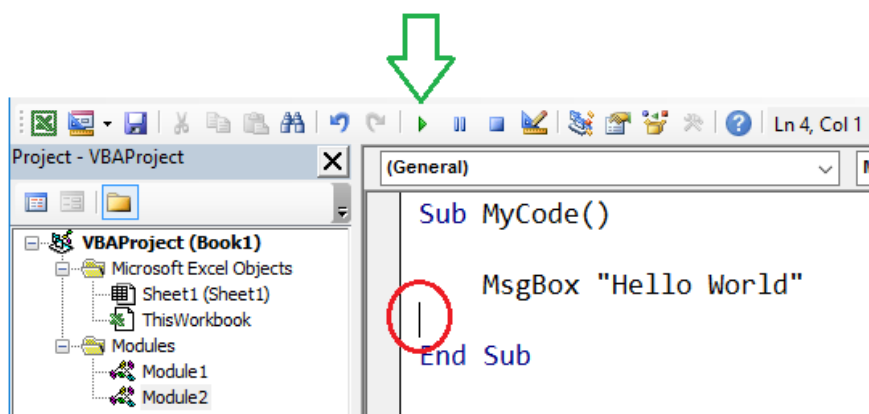 Ln 4, Col 1
Project - VBAProject
(General)
VBAProject (Book1)
Microsoft Excel Objects
Sheet1 (Sheet1)
ThisWorkbook
Modules
Module1
Module2
Sub MyCode()
MsgBox "Hello World"
End Sub